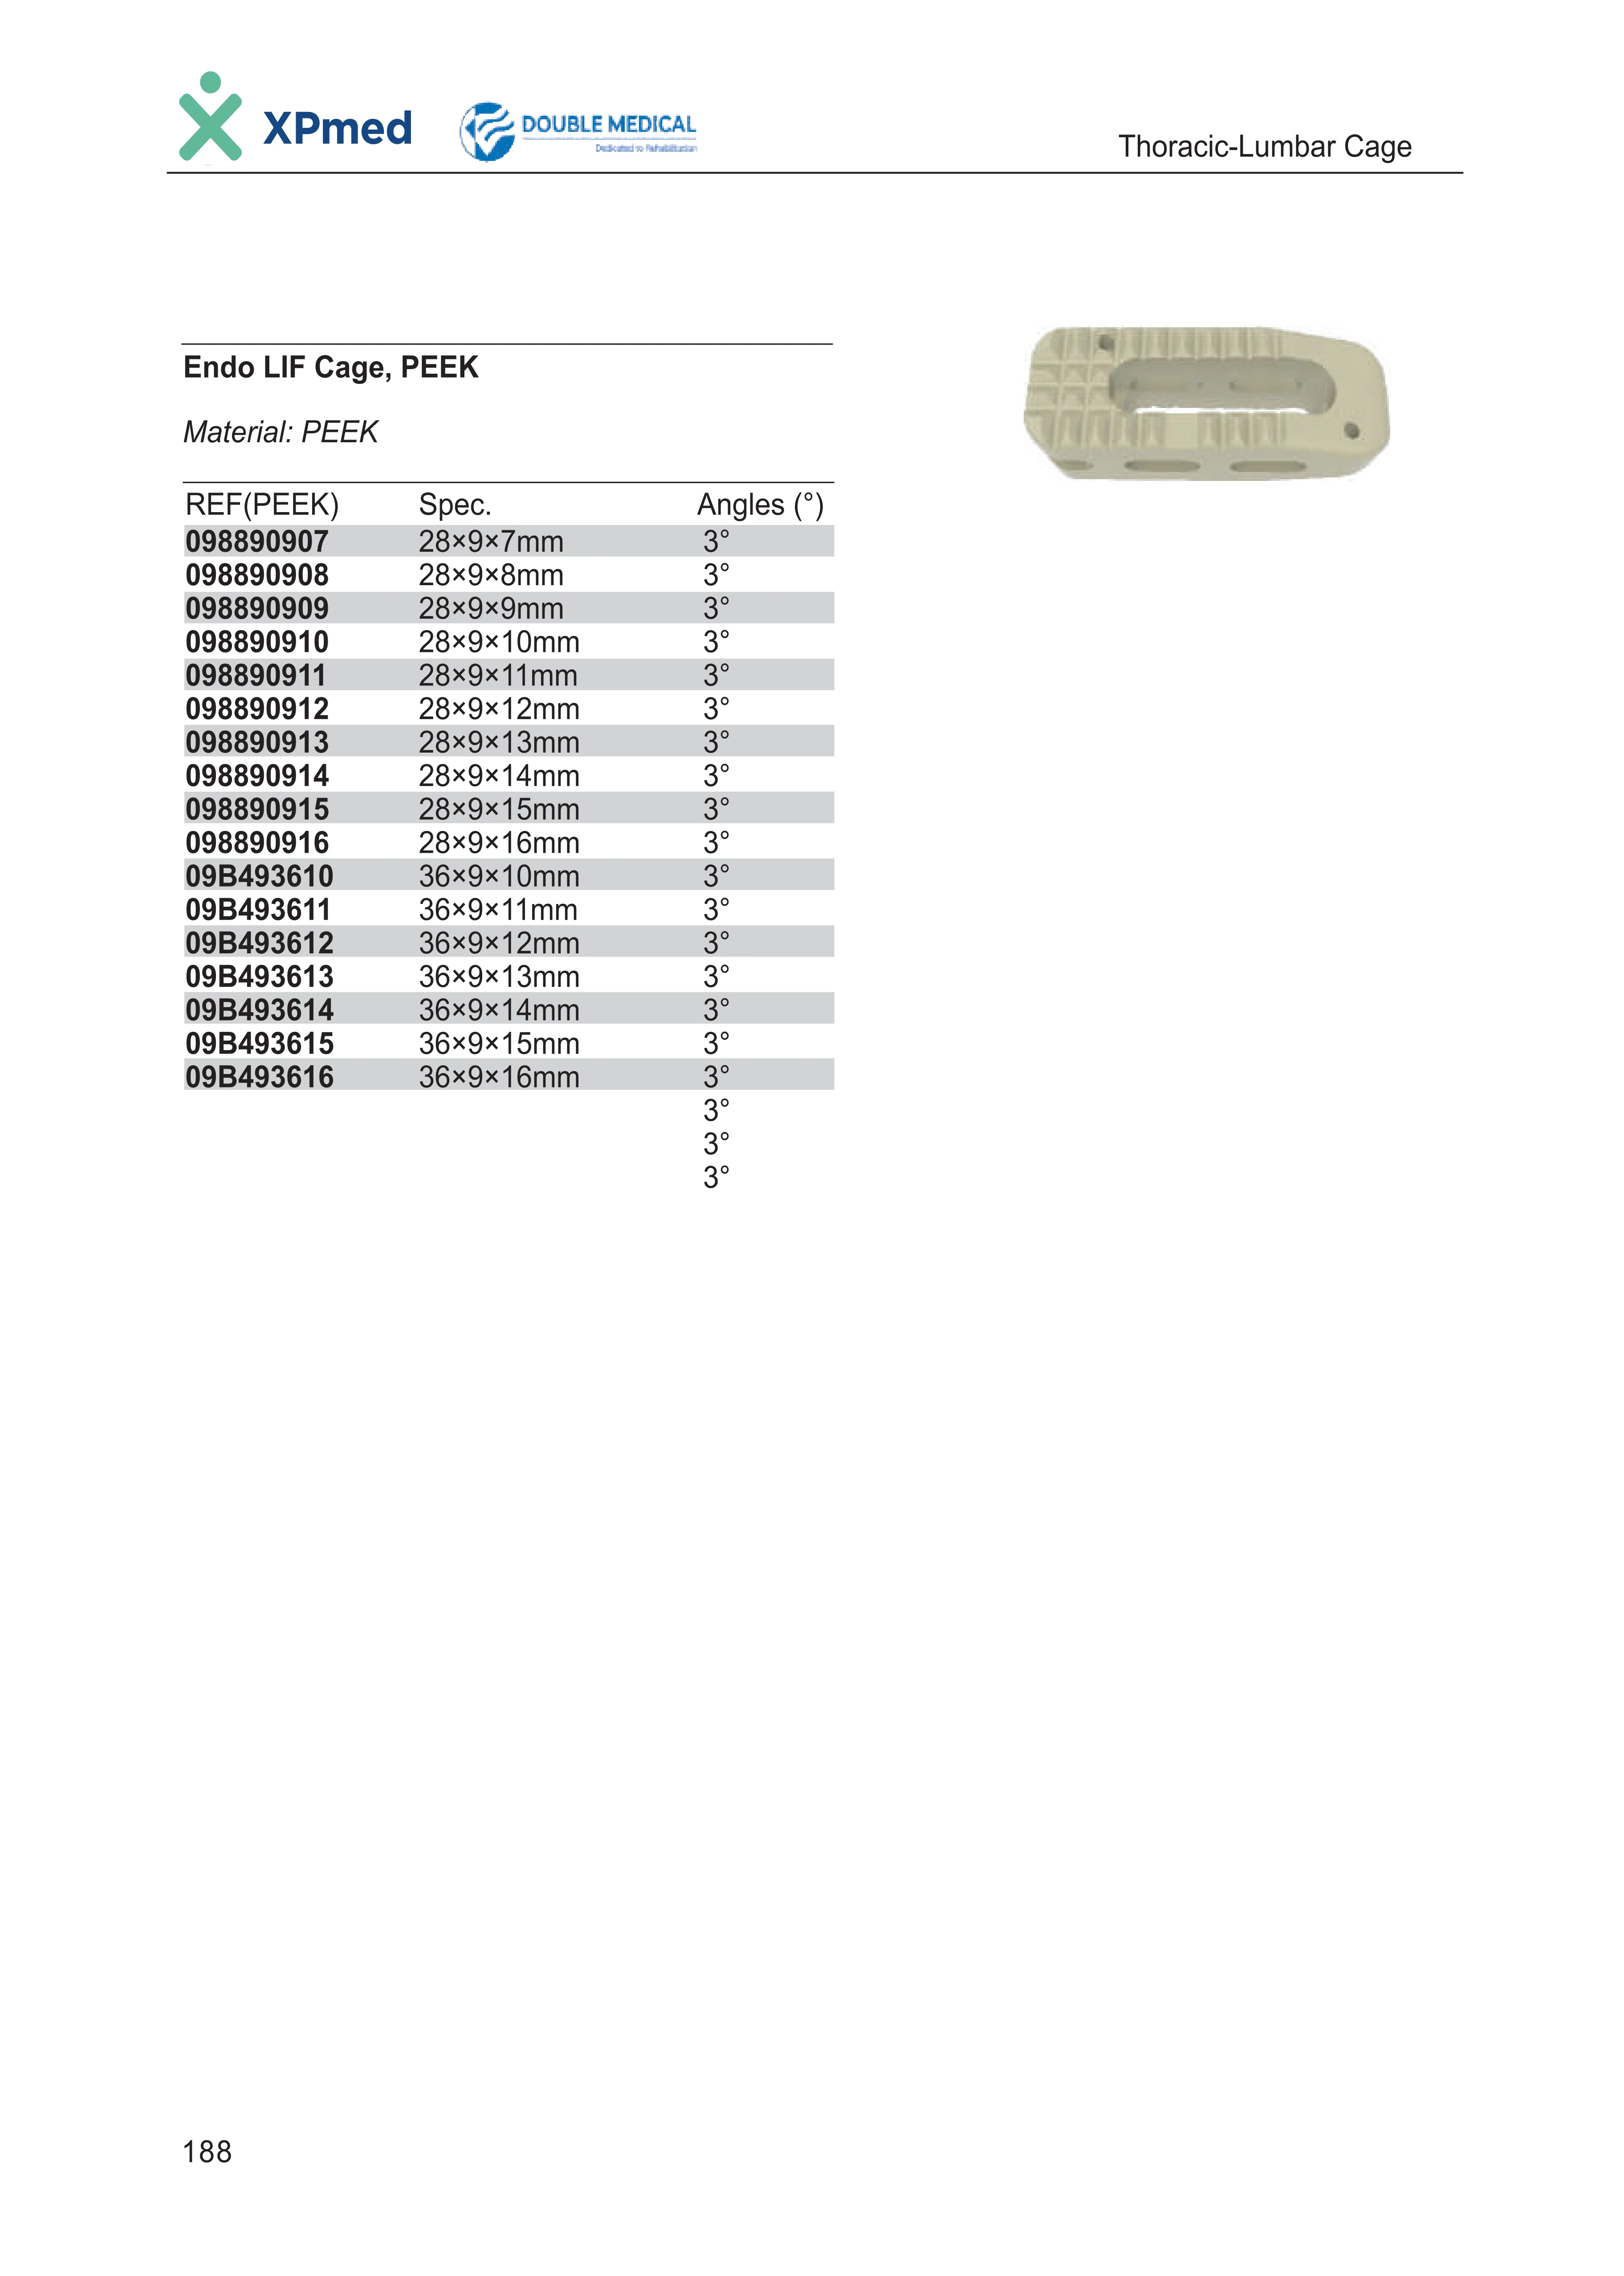 XPmed
DOUBLE MEDICAL
Dedicated to Rehabilitation
Thoracic-Lumbar Cage
Endo LIF Cage, PEEK
Material: PEEK
REF(PEEK) Spec. Angles (°)
098890907 28×9×7mm 3°
098890908 28×9×8mm 3°
098890909 28×9×9mm 3°
098890910 28×9×10mm 3°
098890911 28×9×11mm 3°
098890912 28×9×12mm 3°
098890913 28×9×13mm 3°
098890914 28×9×14mm 3°
098890915 28×9×15mm 3°
098890916 28×9×16mm 3°
09B493610 36×9×10mm 3°
09B493611 36×9×11mm 3°
09B493612 36×9×12mm 3°
09B493613 36×9×13mm 3°
09B493614 36×9×14mm 3°
09B493615 36×9×15mm 3°
09B493616 36×9×16mm 3°
3°
3°
3°
188